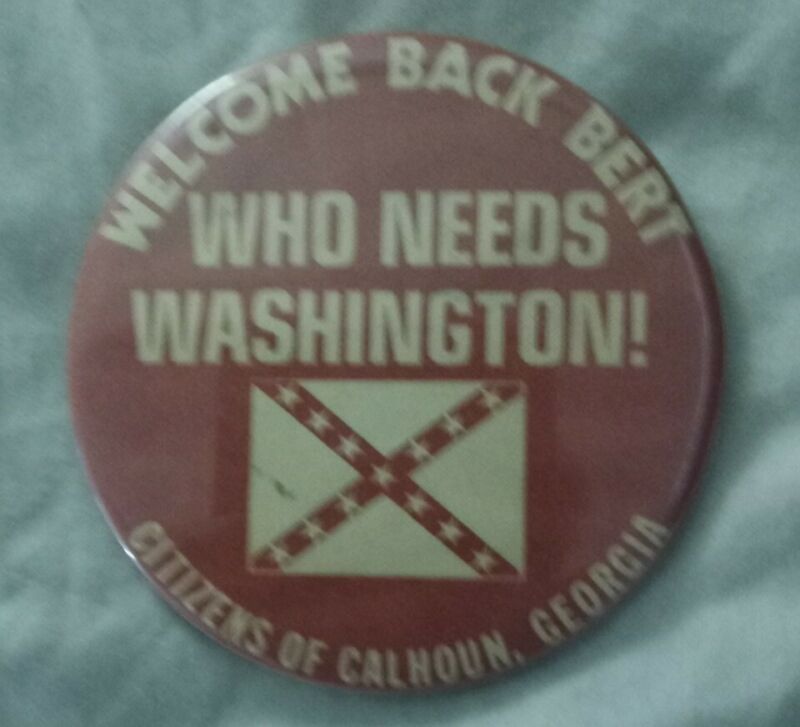 WELCOME BACK BERT
WHO NEEDS
WASHINGTON!
CITIZENS OF CALHOUN, GEORGIA